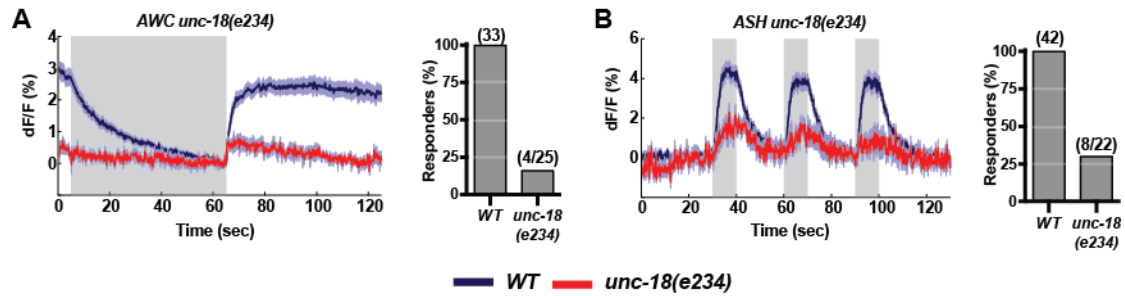 A
AWC unc-18(e234)
dF/F (%)
4
3
2
1
0
0 20 40 60 80 100 120
Time (sec)
Responders (%)
100
75
50
25
0
(33)
(4/25)
WT unc-18
(e234)
B
ASH unc-18(e234)
dF/F (%)
6
4
2
0
0 20 40 60 80 100 120
Time (sec)
Responders (%)
100
75
50
25
0
(42)
(8/22)
WT unc-18
(e234)
WT unc-18(e234)